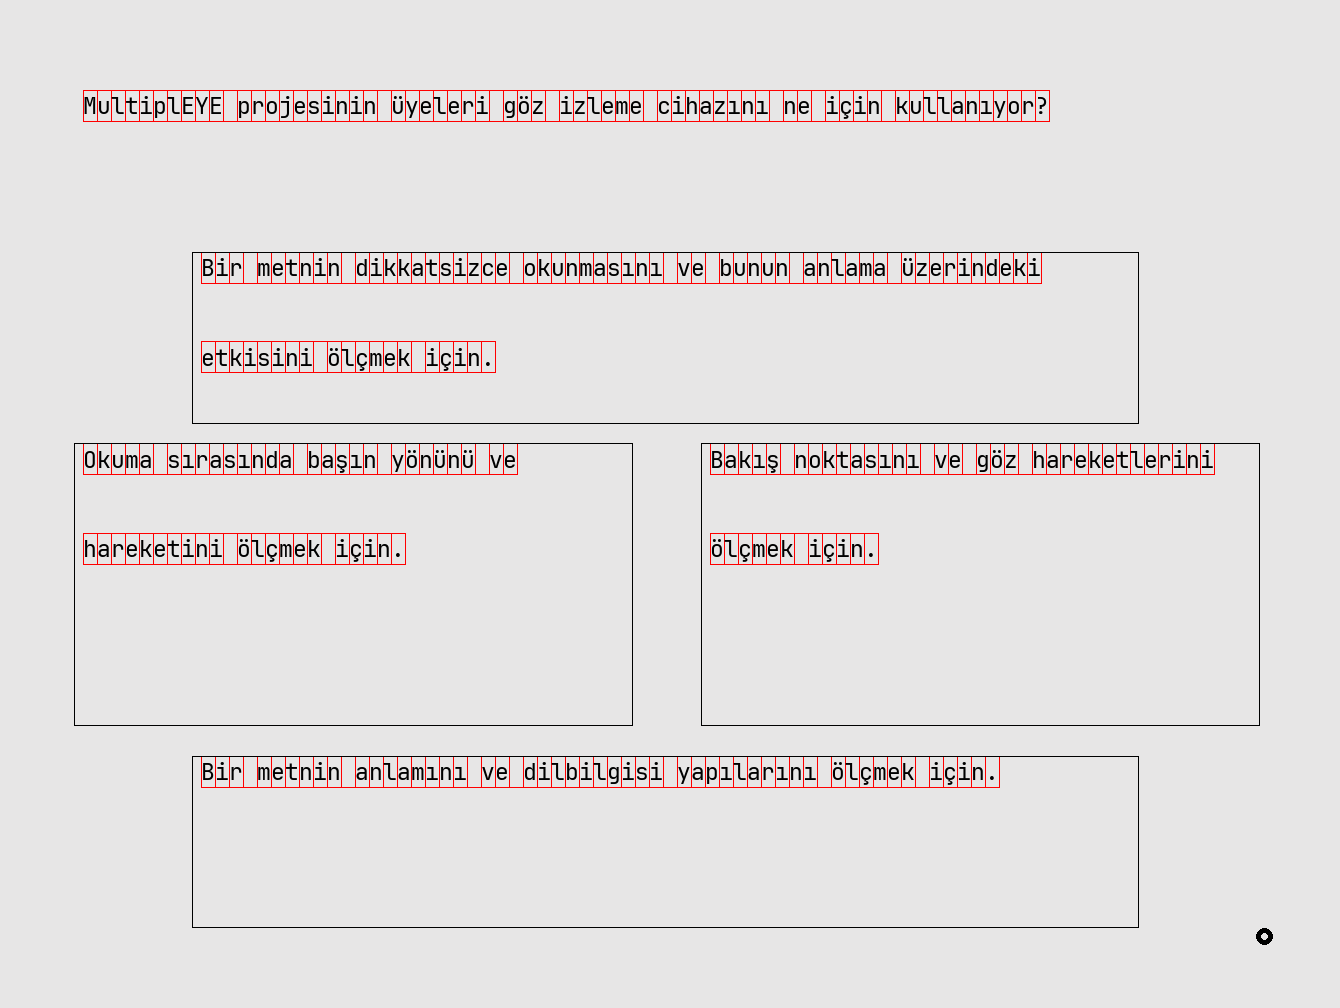 MultiplEYE projesinin üyeleri göz izleme cihazını ne için kullanıyor?
Bir metnin dikkatsizce okunmasını ve bunun anlama üzerindeki
etkisini ölçmek için.
Okuma sırasında başın yönünü ve
hareketini ölçmek için.
Bakış noktasını ve göz hareketlerini
ölçmek için.
Bir metnin anlamını ve dilbilgisi yapılarını ölçmek için.